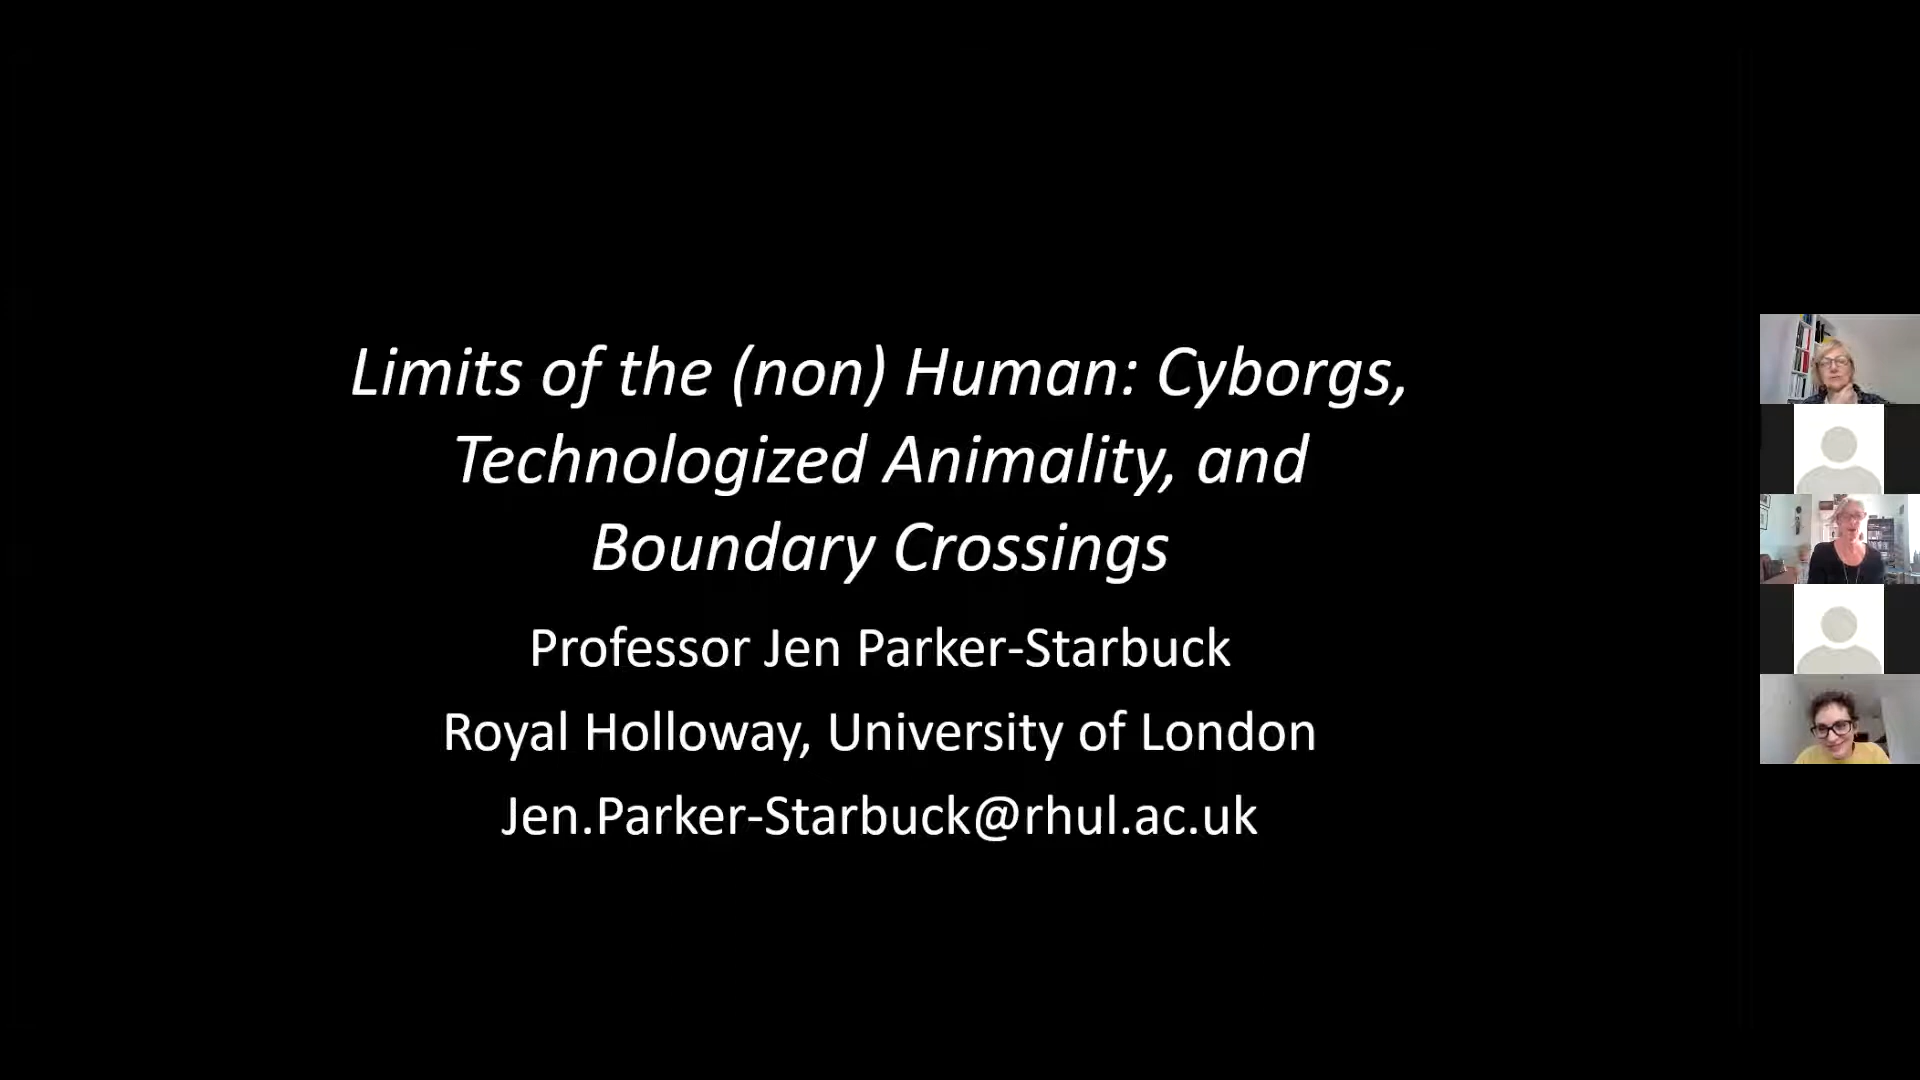 Limits of the (non) Human: Cyborgs,
Technologized Animality, and
Boundary Crossings
Professor Jen Parker-Starbuck
Royal Holloway, University of London
Jen.Parker-Starbuck@rhul.ac.uk